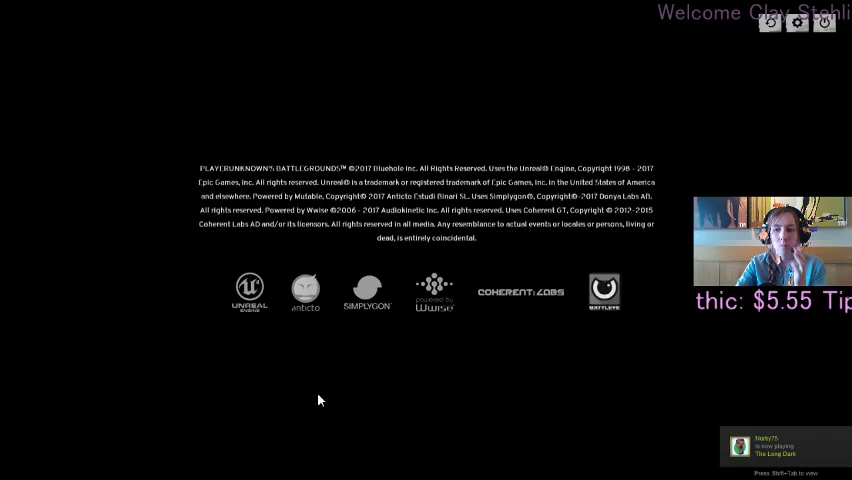 Welcome Clay Stehli
PLAYERUNKNOWN'S BATTLEGROUNDS™ ©2017 Bluehole Inc. All Rights Reserved. Uses the Unreal® Engine, Copyright 1998 - 2017
Epic Games, Inc. All rights reserved. Unreal® is a trademark or registered trademark of Epic Games, Inc. in the United States of America
and elsewhere. Powered by Mutable, Copyright© 2017 Anticto Estudi Binari SL. Uses Simplygon®, Copyright© 2017 Donya Labs AB.
All rights reserved. Powered by Wwise ©2006 - 2017 Audiokinetic Inc. All rights reserved. Uses Coherent GT, Copyright © 2012-2015
Coherent Labs AD and/or its licensors. All rights reserved in all media. Any resemblance to actual events or locales or persons, living or
dead, is entirely coincidental.
UNREAL ENGINE
anticto
SIMPLYGON
powered by Wwise
COHERENT LABS
BATTLEYE
thic: $5.55 Tip
Norky75
is now playing
The Long Dark
Press Shift+Tab to view